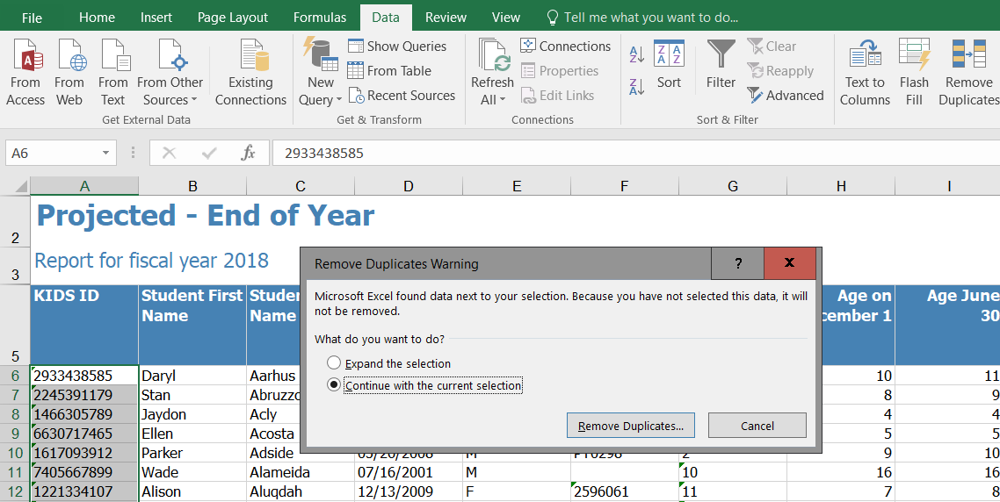 File Home Insert Page Layout Formulas Data Review View Tell me what you want to do...
From Access From Web From Text From Other Sources Existing Connections
Get External Data
New Query Show Queries From Table Recent Sources
Get & Transform
Refresh All Connections Properties Edit Links
Connections
Sort Filter Clear Reapply Advanced
Sort & Filter
Text to Columns Flash Fill Remove Duplicates
A6 fx 2933438585
A B C D E F G H I
2 Projected - End of Year
3 Report for fiscal year 2018
5 KIDS ID Student First Name Name Age on Age June 30
Remove Duplicates Warning ? X
Microsoft Excel found data next to your selection. Because you have not selected this data, it will
not be removed.
What do you want to do?
Expand the selection
Continue with the current selection
Remove Duplicates... Cancel
6 2933438585 Daryl Aarhus 10 11
7 2245391179 Stan Abruzzo 8 9
8 1466305789 Jaydon Acly 4 4
9 6630717465 Ellen Acosta 5 5
10 1617093912 Parker Adside 9 10
11 7405667899 Wade Alameida 07/16/2001 M 10 16 16
12 1221334107 Alison Aluqdah 12/13/2009 F 2596061 11 7 8